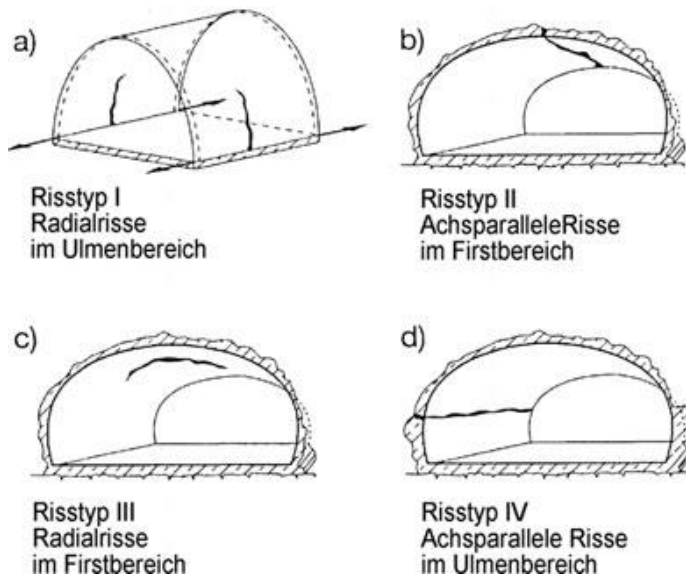 a)
Risstyp I
Radialrisse
im Ulmenbereich
b)
Risstyp II
AchsparalleleRisse
im Firstbereich
c)
Risstyp III
Radialrisse
im Firstbereich
d)
Risstyp IV
Achsparallele Risse
im Ulmenbereich